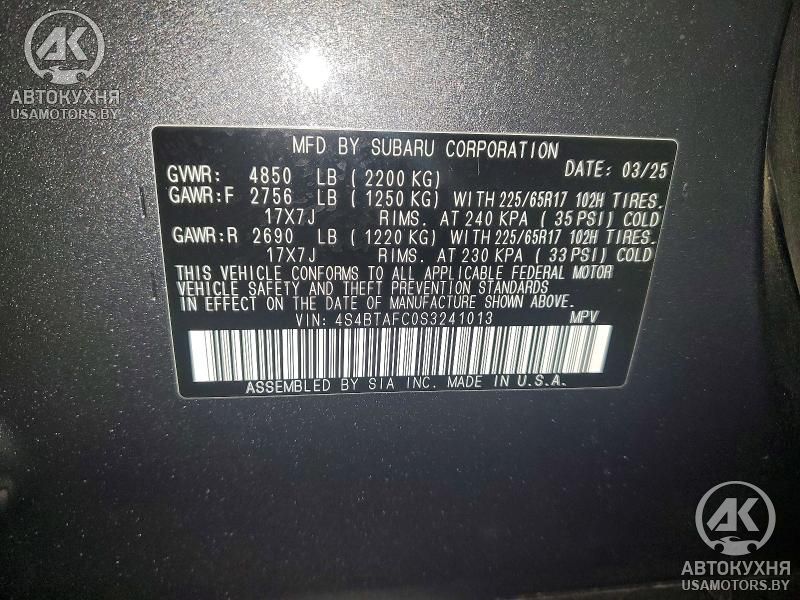 AK
АВТОКУХНЯ
USAMOTORS.BY
MFD BY SUBARU CORPORATION
DATE: 03/25
GVWR: 4850 LB ( 2200 KG)
GAWR:F 2756 LB ( 1250 KG) WITH 225/65R17 102H TIRES.
17X7J RIMS. AT 240 KPA ( 35 PSI) COLD
GAWR:R 2690 LB ( 1220 KG) WITH 225/65R17 102H TIRES.
17X7J RIMS. AT 230 KPA ( 33 PSI) COLD
THIS VEHICLE CONFORMS TO ALL APPLICABLE FEDERAL MOTOR
VEHICLE SAFETY AND THEFT PREVENTION STANDARDS
IN EFFECT ON THE DATE OF MANUFACTURE SHOWN ABOVE.
VIN: 4S4BTAFC0S3241013 MPV
ASSEMBLED BY SIA INC. MADE IN U.S.A.
AK
АВТОКУХНЯ
USAMOTORS.BY